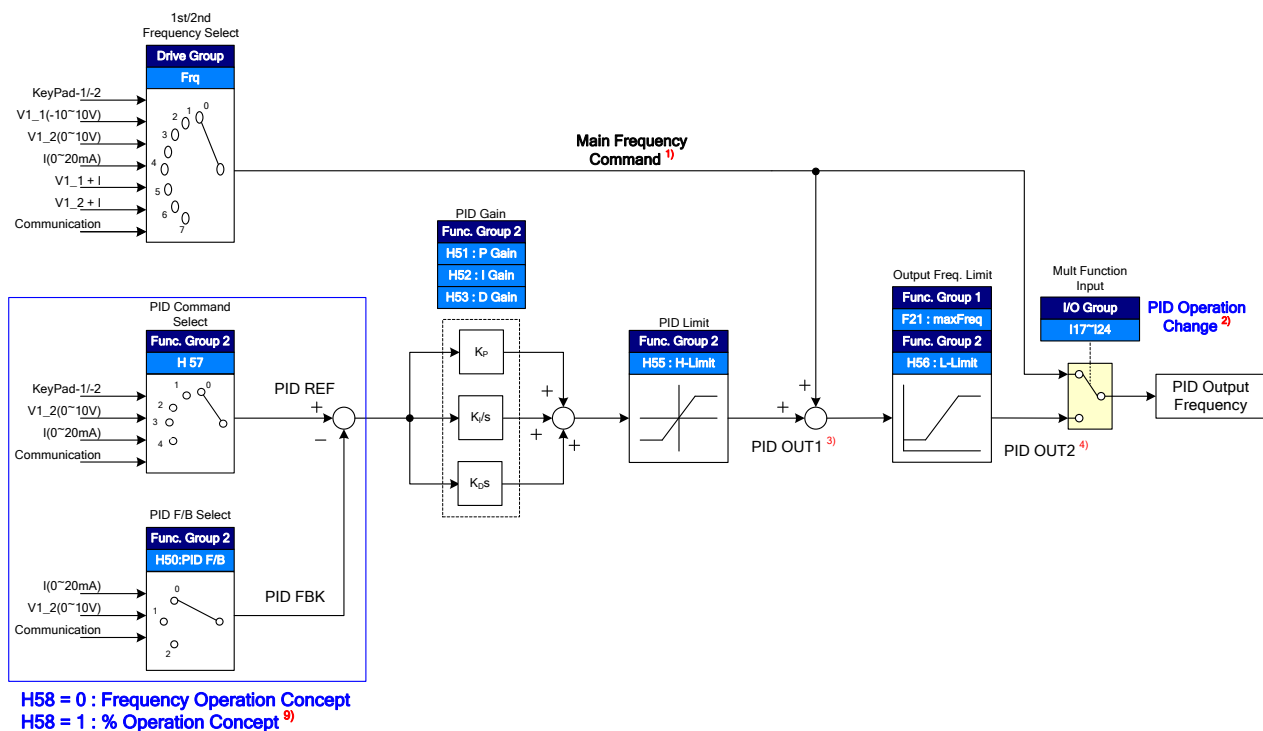 1st/2nd
Frequency Select
Drive Group
Frq
KeyPad-1/-2
V1_1(-10~10V)
V1_2(0~10V)
I(0~20mA)
V1_1 + I
V1_2 + I
Communication
0
1
2
3
4
5
6
7
Main Frequency
Command 1)
PID Gain
Func. Group 2
H51 : P Gain
H52 : I Gain
H53 : D Gain
KP
KI/s
KDs
PID Command
Select
Func. Group 2
H 57
KeyPad-1/-2
V1_2(0~10V)
I(0~20mA)
Communication
0
1
2
3
4
PID REF
+
−
PID F/B Select
Func. Group 2
H50:PID F/B
I(0~20mA)
V1_2(0~10V)
Communication
0
1
2
PID FBK
+
+
+
PID Limit
Func. Group 2
H55 : H-Limit
PID OUT1 3)
+
+
Output Freq. Limit
Func. Group 1
F21 : maxFreq
Func. Group 2
H56 : L-LImit
PID OUT2 4)
Mult Function
Input
I/O Group
I17~I24
PID Operation
Change 2)
PID Output
Frequency
H58 = 0 : Frequency Operation Concept
H58 = 1 : % Operation Concept 9)